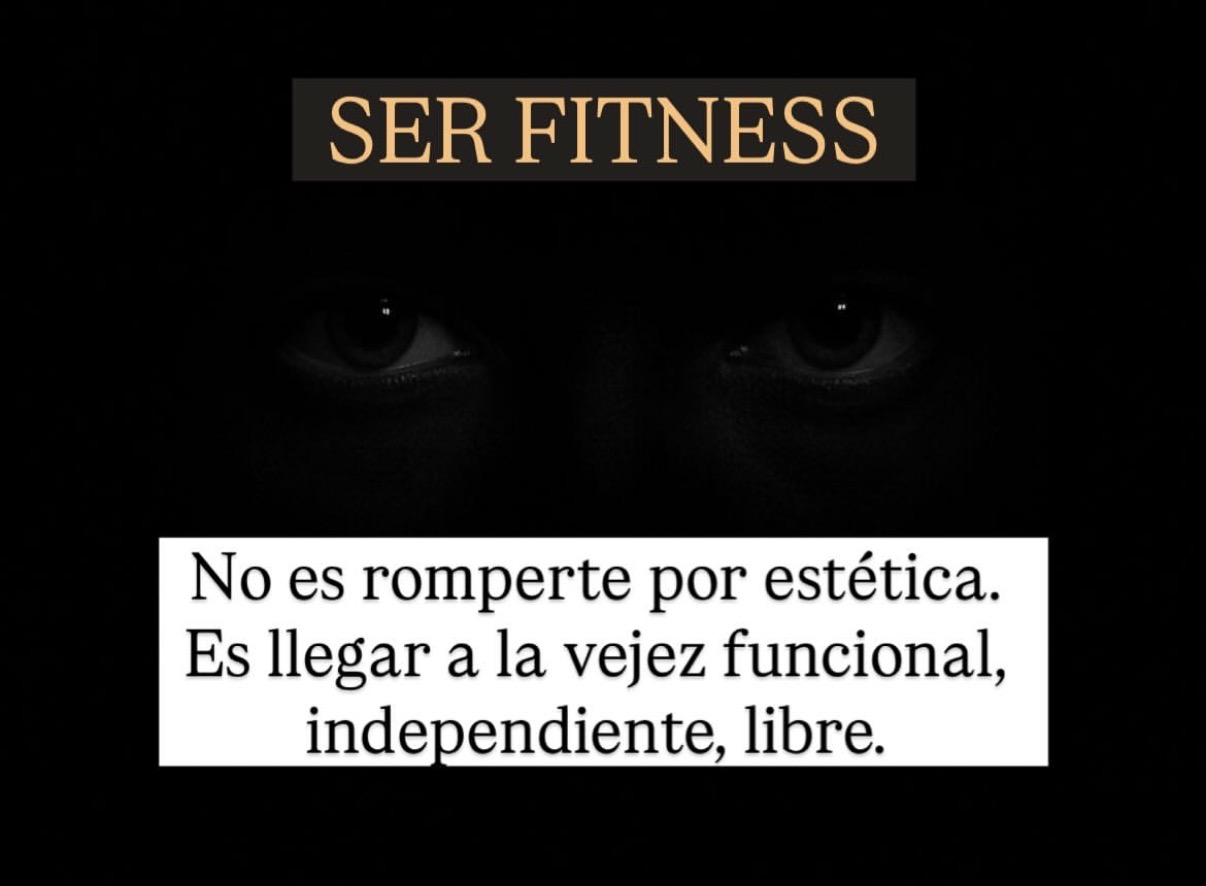 SER FITNESS
No es romperte por estética.
Es llegar a la vejez funcional,
independiente, libre.